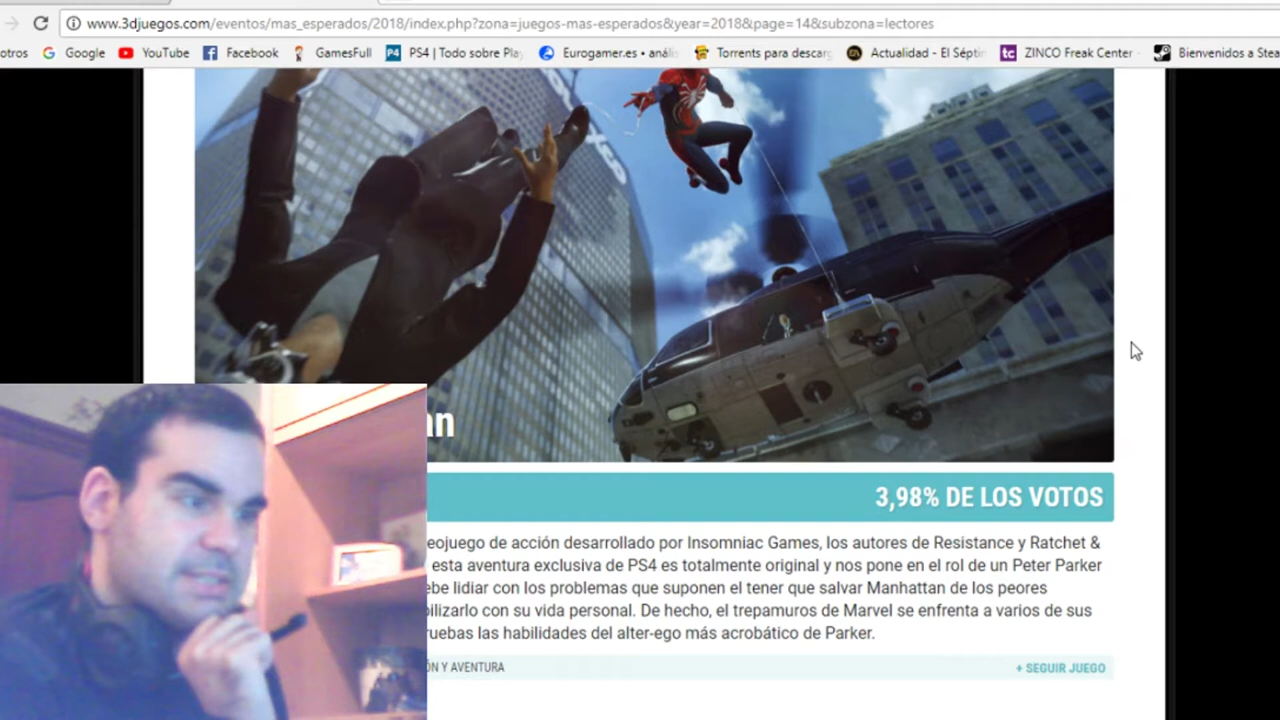 www.3djuegos.com/eventos/mas_esperados/2018/index.php?zona=juegos-mas-esperados&year=2018&page=14&subzona=lectores
otros Google YouTube Facebook GamesFull PS4 | Todo sobre Play Eurogamer.es • anális Torrents para descarg Actualidad - El Séptin ZINCO Freak Center Bienvenidos a Stea
an
3,98% DE LOS VOTOS
eojuego de acción desarrollado por Insomniac Games, los autores de Resistance y Ratchet &
esta aventura exclusiva de PS4 es totalmente original y nos pone en el rol de un Peter Parker
ebe lidiar con los problemas que suponen el tener que salvar Manhattan de los peores
bilizarlo con su vida personal. De hecho, el trepamuros de Marvel se enfrenta a varios de sus
ruebas las habilidades del alter-ego más acrobático de Parker.
ÓN Y AVENTURA
+ SEGUIR JUEGO